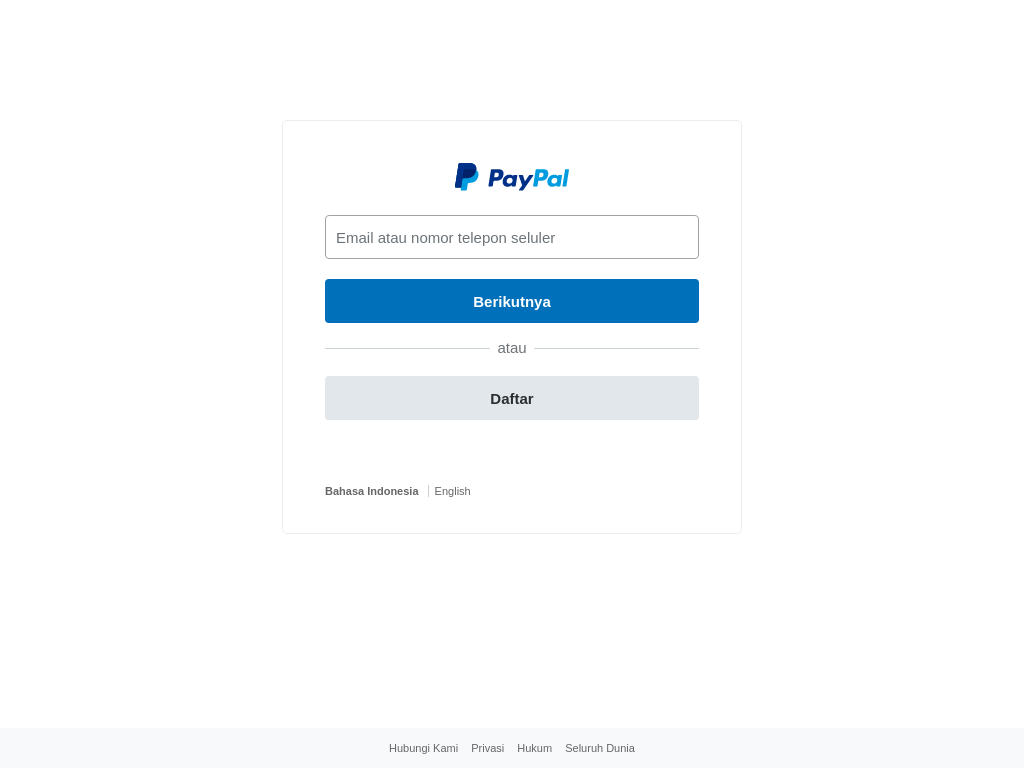 PayPal
Email atau nomor telepon seluler
Berikutnya
atau
Daftar
Bahasa Indonesia English
Hubungi Kami Privasi Hukum Seluruh Dunia